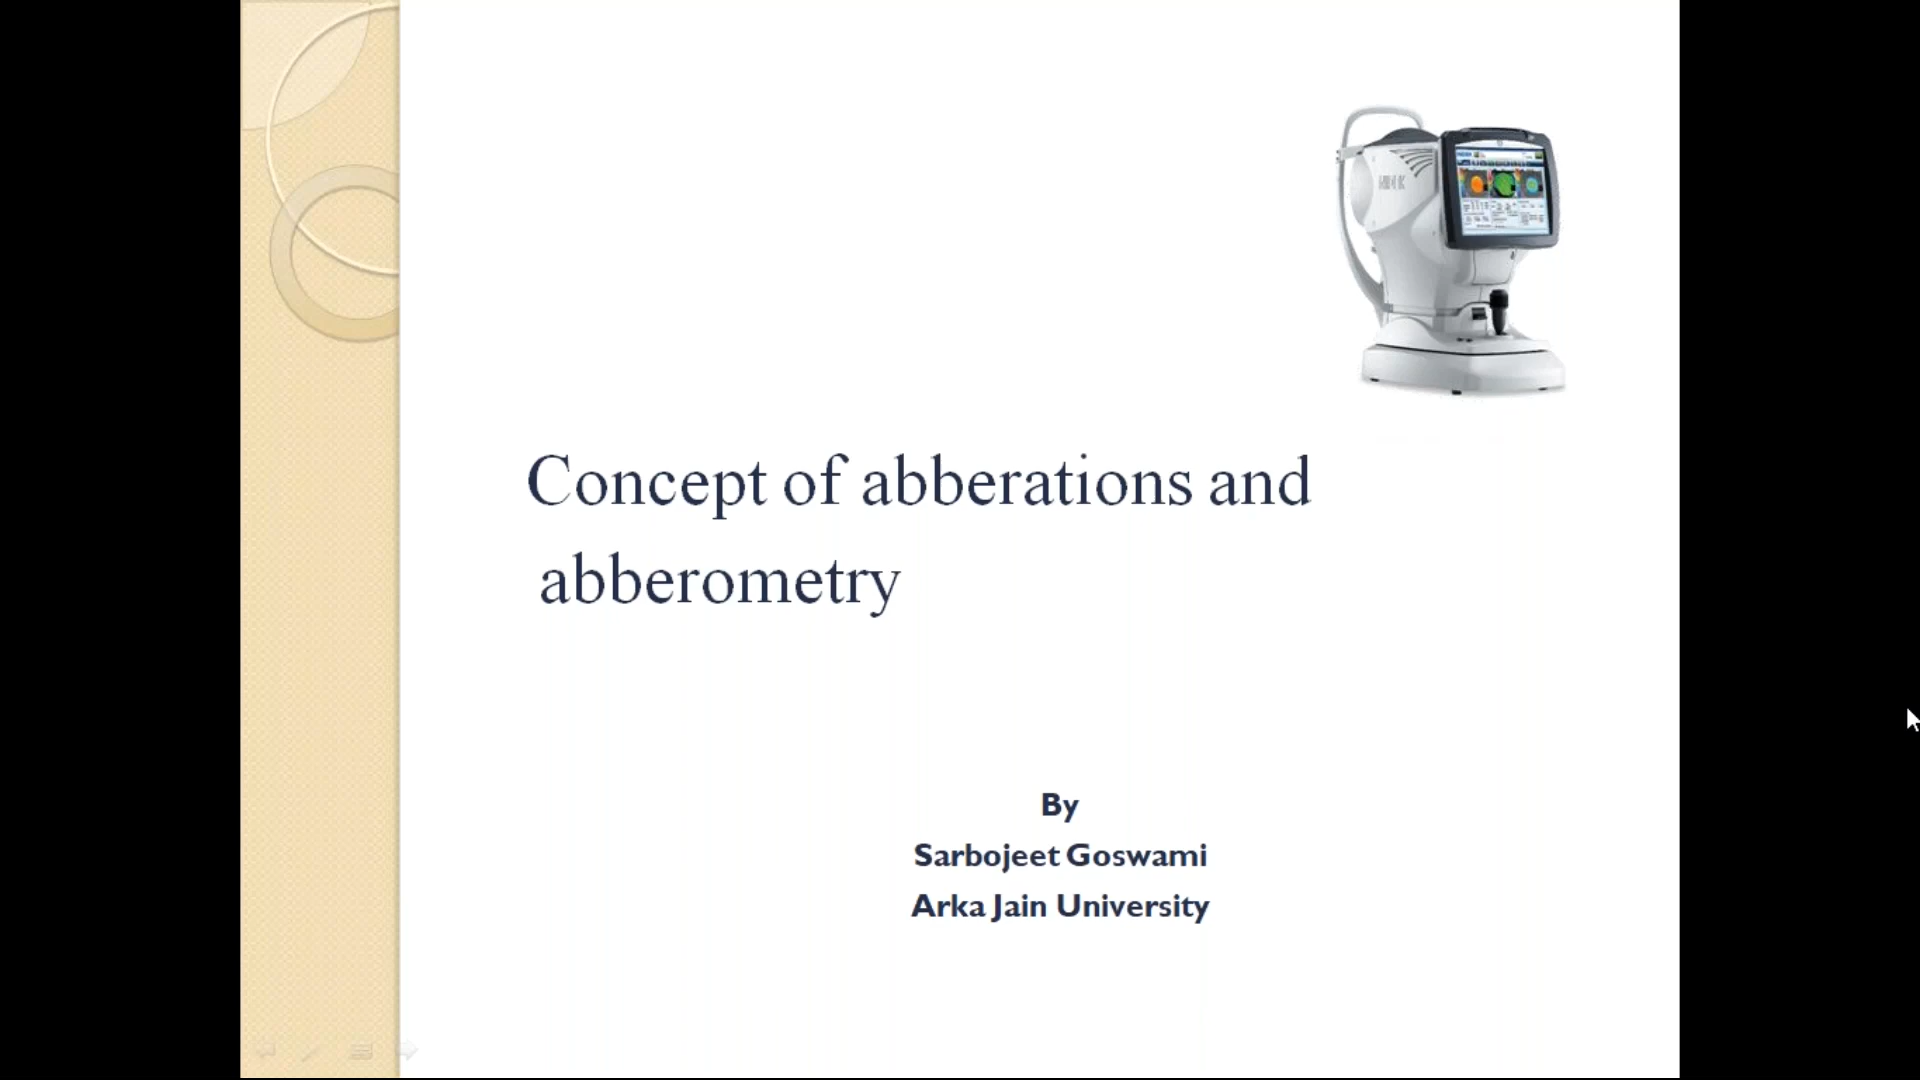 Concept of abberations and
abberometry
By
Sarbojeet Goswami
Arka Jain University